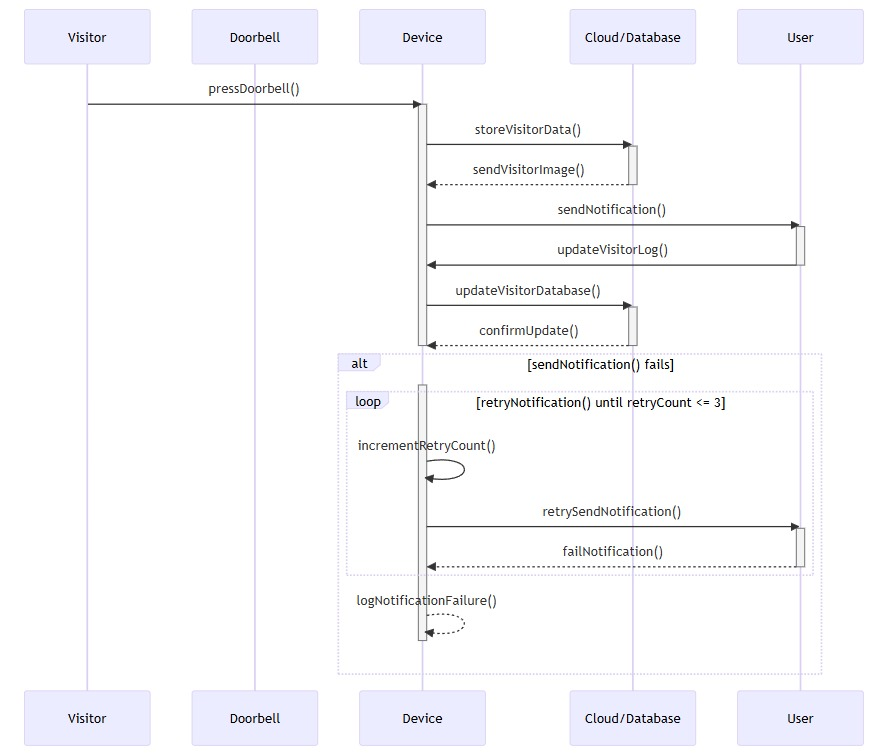 Visitor
Doorbell
Device
Cloud/Database
User
pressDoorbell()
storeVisitorData()
sendVisitorImage()
sendNotification()
updateVisitorLog()
updateVisitorDatabase()
confirmUpdate()
alt
[sendNotification() fails]
loop
[retryNotification() until retryCount <= 3]
incrementRetryCount()
retrySendNotification()
failNotification()
logNotificationFailure()
Visitor
Doorbell
Device
Cloud/Database
User